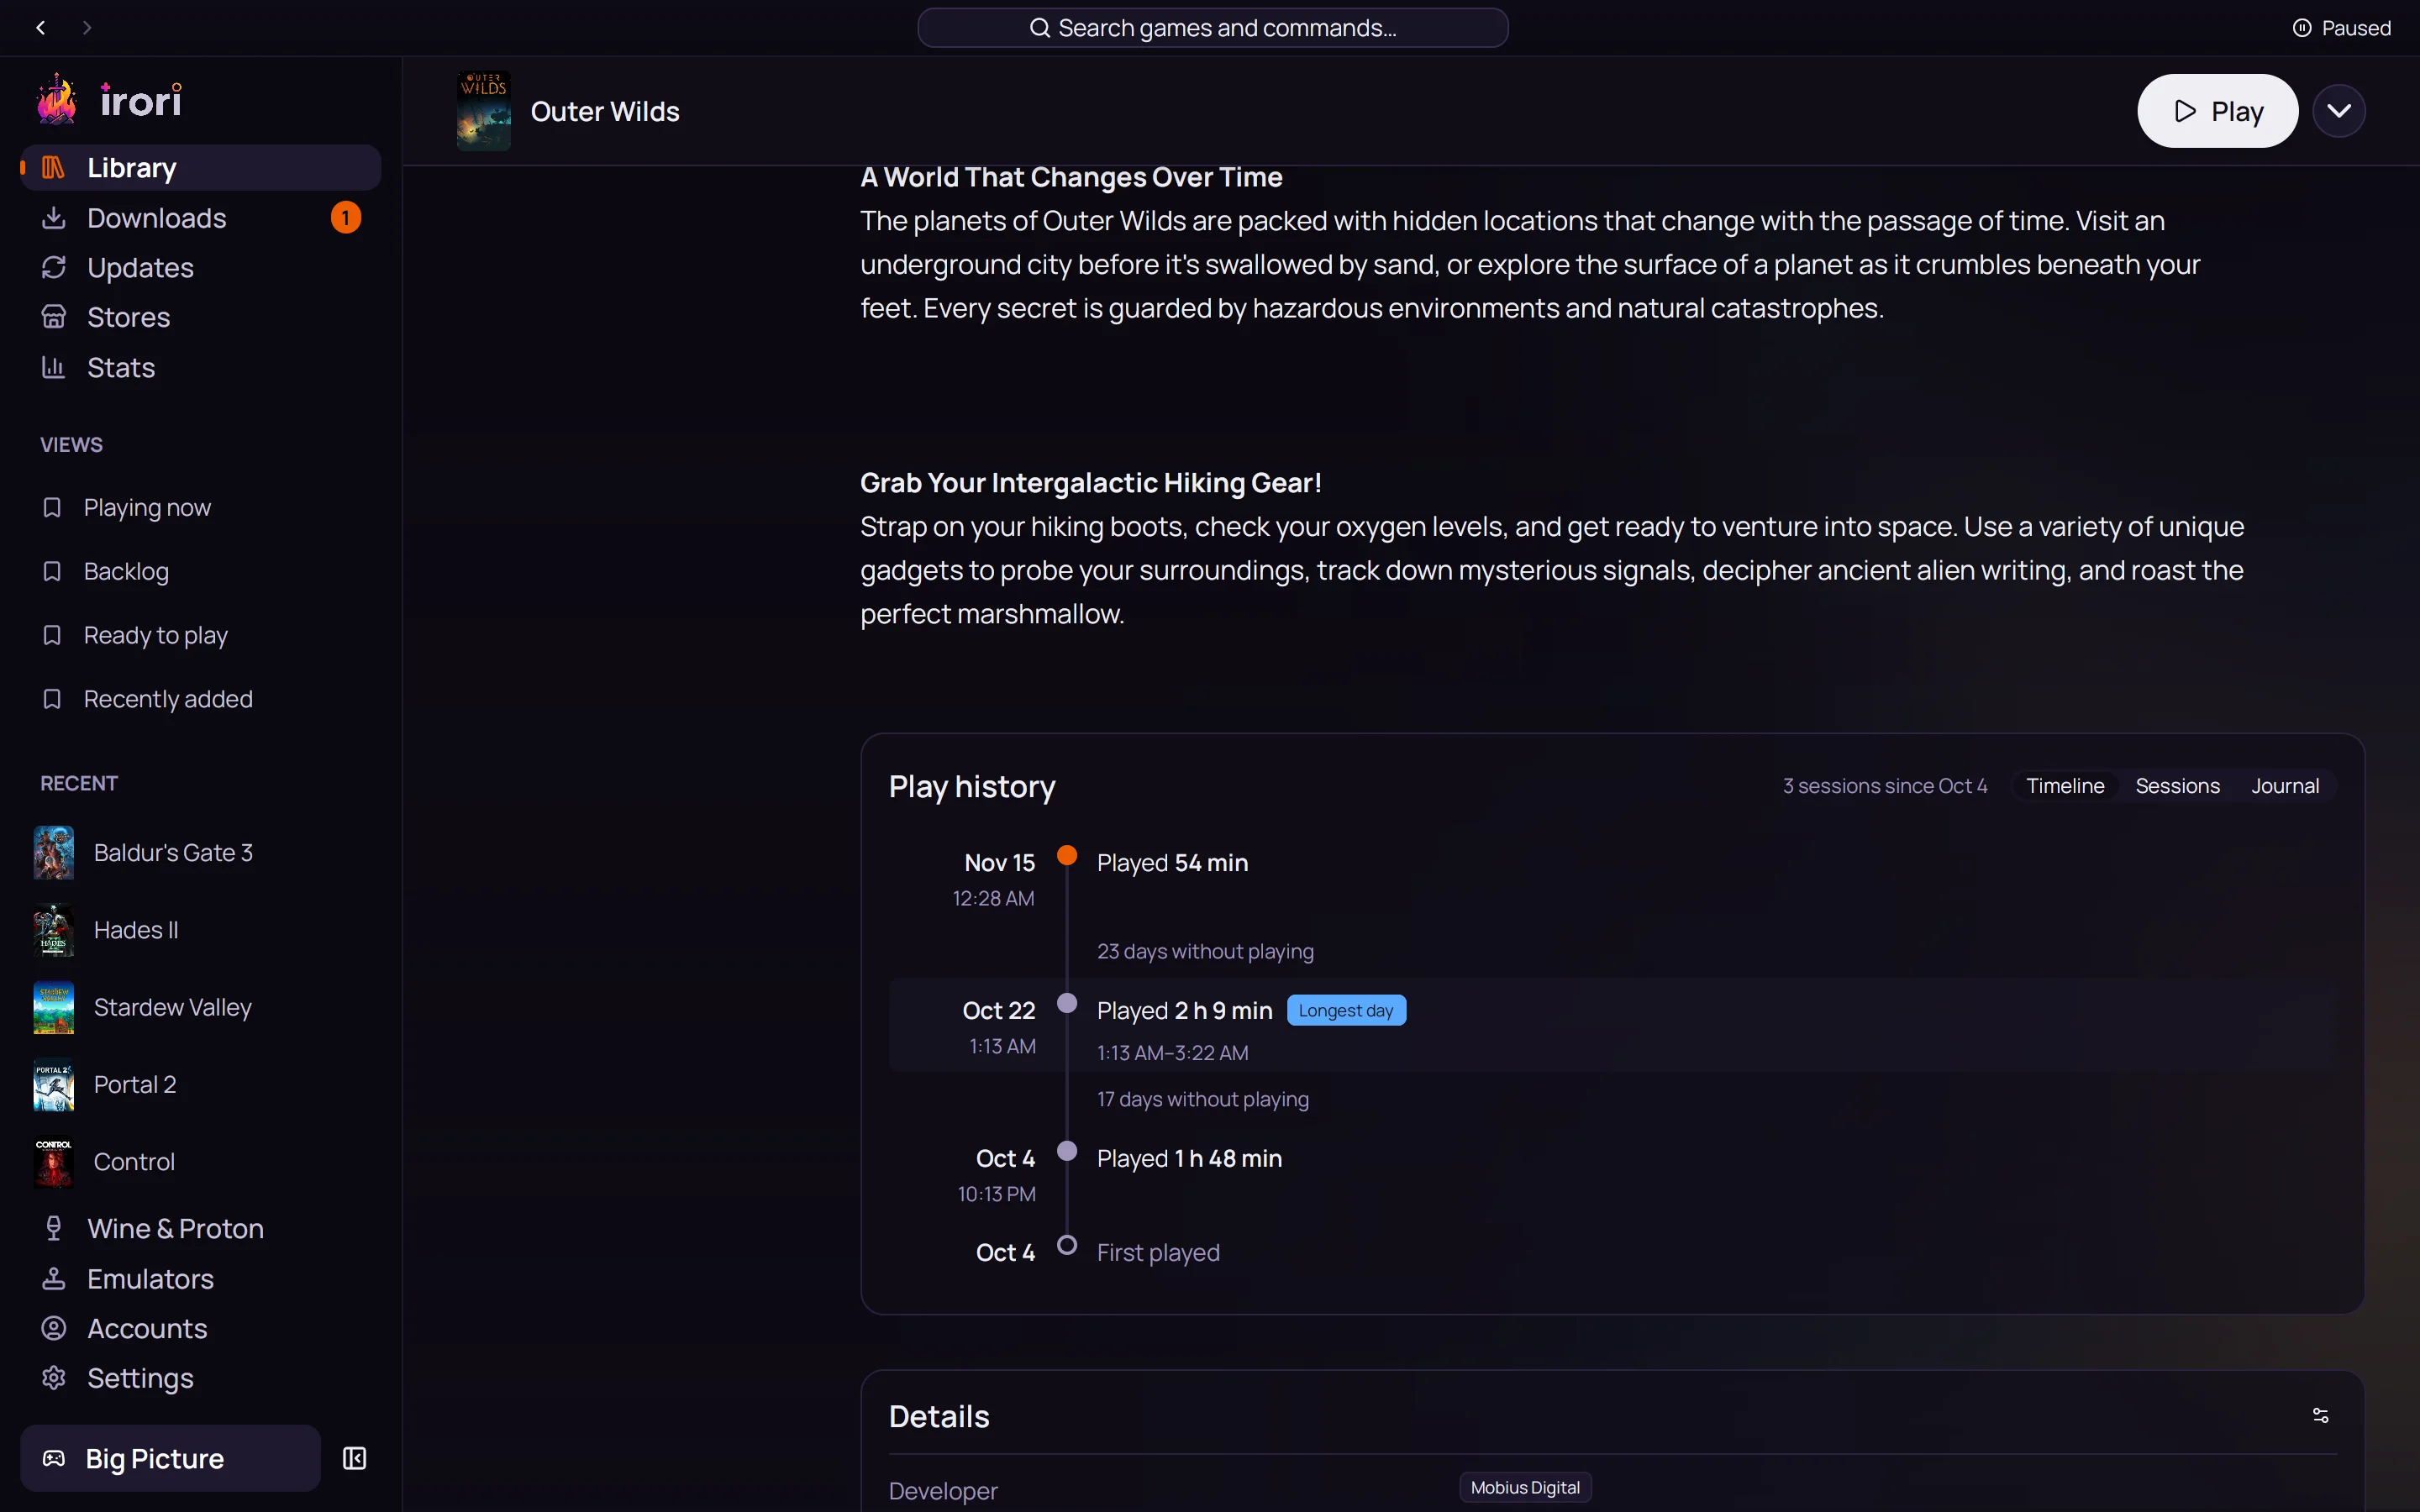 Search games and commands...
Paused
irori
Library
Downloads 1
Updates
Stores
Stats
VIEWS
Playing now
Backlog
Ready to play
Recently added
RECENT
Baldur's Gate 3
HADES
Hades II
STARDEW VALLEY
Stardew Valley
PORTAL 2
Portal 2
CONTROL
Control
Wine & Proton
Emulators
Accounts
Settings
Big Picture
OUTER
WILDS
Outer Wilds
Play
A World That Changes Over Time
The planets of Outer Wilds are packed with hidden locations that change with the passage of time. Visit an
underground city before it's swallowed by sand, or explore the surface of a planet as it crumbles beneath your
feet. Every secret is guarded by hazardous environments and natural catastrophes.
Grab Your Intergalactic Hiking Gear!
Strap on your hiking boots, check your oxygen levels, and get ready to venture into space. Use a variety of unique
gadgets to probe your surroundings, track down mysterious signals, decipher ancient alien writing, and roast the
perfect marshmallow.
Play history
3 sessions since Oct 4
Timeline Sessions Journal
Nov 15 Played 54 min
12:28 AM
23 days without playing
Oct 22 Played 2 h 9 min Longest day
1:13 AM 1:13 AM–3:22 AM
17 days without playing
Oct 4 Played 1 h 48 min
10:13 PM
Oct 4 First played
Details
Developer Mobius Digital